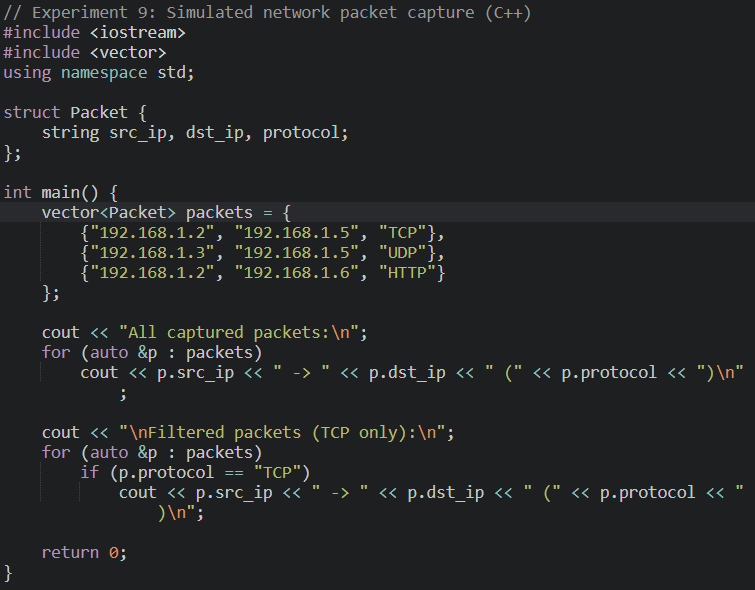 // Experiment 9: Simulated network packet capture (C++)
#include <iostream>
#include <vector>
using namespace std;

struct Packet {
    string src_ip, dst_ip, protocol;
};

int main() {
    vector<Packet> packets = {
        {"192.168.1.2", "192.168.1.5", "TCP"},
        {"192.168.1.3", "192.168.1.5", "UDP"},
        {"192.168.1.2", "192.168.1.6", "HTTP"}
    };

    cout << "All captured packets:\n";
    for (auto &p : packets)
        cout << p.src_ip << " -> " << p.dst_ip << " (" << p.protocol << ")\n"
            ;

    cout << "\nFiltered packets (TCP only):\n";
    for (auto &p : packets)
        if (p.protocol == "TCP")
            cout << p.src_ip << " -> " << p.dst_ip << " (" << p.protocol << "
                )\n";

    return 0;
}